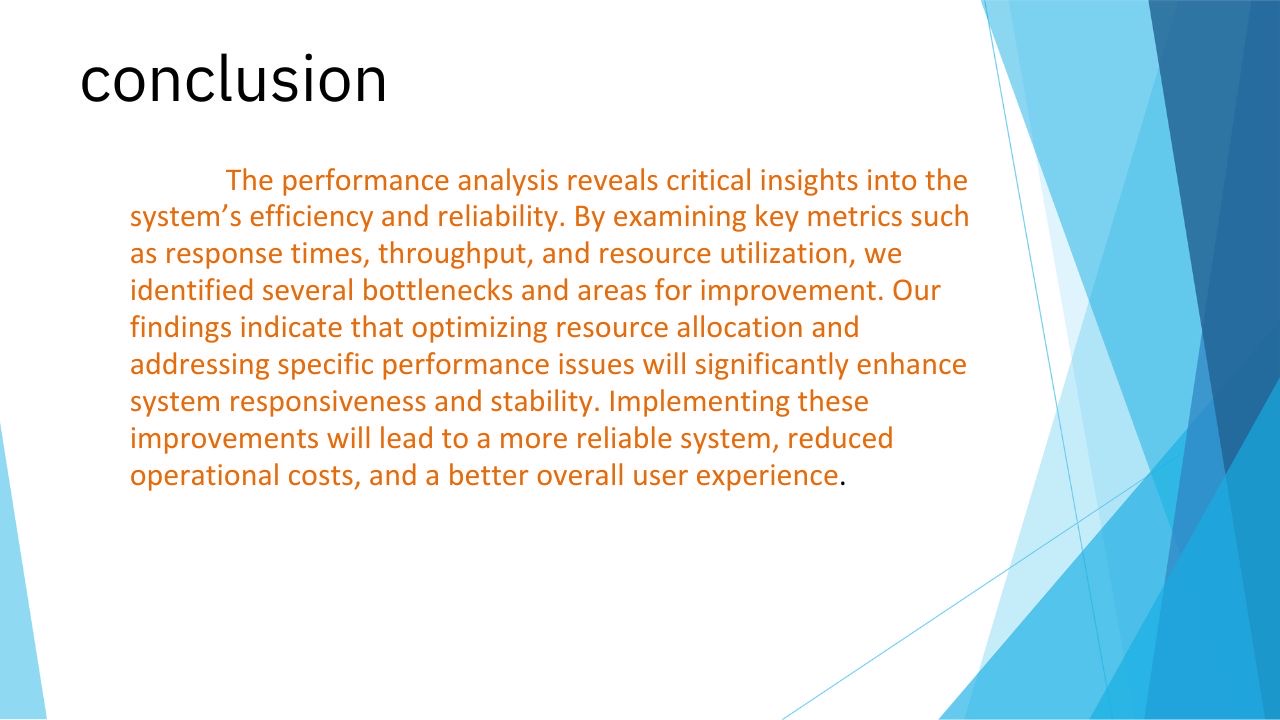 conclusion
The performance analysis reveals critical insights into the
system’s efficiency and reliability. By examining key metrics such
as response times, throughput, and resource utilization, we
identified several bottlenecks and areas for improvement. Our
findings indicate that optimizing resource allocation and
addressing specific performance issues will significantly enhance
system responsiveness and stability. Implementing these
improvements will lead to a more reliable system, reduced
operational costs, and a better overall user experience.